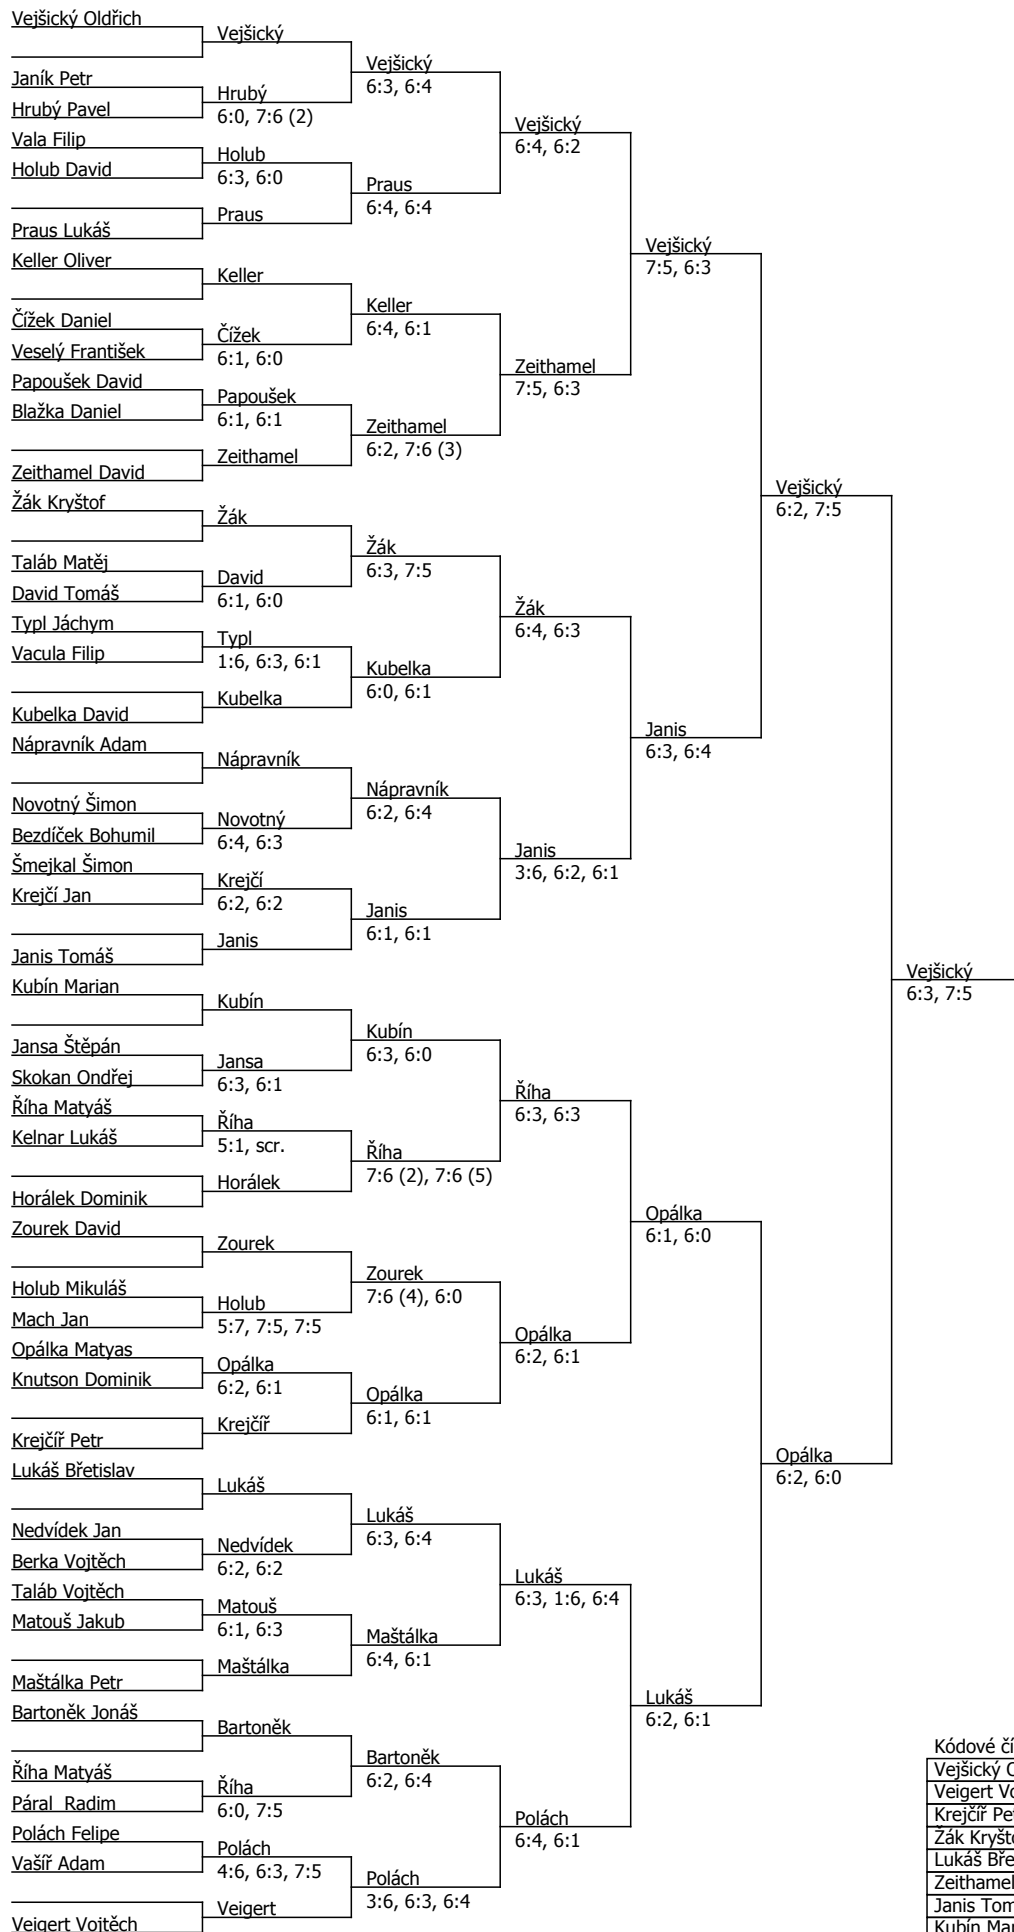 Vejšický Oldřich
Janík Petr
Hrubý Pavel
Vala Filip
Holub David
Praus Lukáš
Keller Oliver
Čížek Daniel
Veselý František
Papoušek David
Blažka Daniel
Zeithamel David
Žák Kryštof
Taláb Matěj
David Tomáš
Typl Jáchym
Vacula Filip
Kubelka David
Nápravník Adam
Novotný Šimon
Bezdíček Bohumil
Šmejkal Šimon
Krejčí Jan
Janis Tomáš
Kubín Marian
Jansa Štěpán
Skokan Ondřej
Říha Matyáš
Kelnar Lukáš
Horálek Dominik
Zourek David
Holub Mikuláš
Mach Jan
Opálka Matyas
Knutson Dominik
Krejčíř Petr
Lukáš Břetislav
Nedvídek Jan
Berka Vojtěch
Taláb Vojtěch
Matouš Jakub
Maštálka Petr
Bartoněk Jonáš
Říha Matyáš
Páral Radim
Polách Felipe
Vašíř Adam
Veigert Vojtěch
Vejšický
Hrubý
6:0, 7:6 (2)
Holub
6:3, 6:0
Praus
Keller
Čížek
6:1, 6:0
Papoušek
6:1, 6:1
Zeithamel
Žák
David
6:1, 6:0
Typl
1:6, 6:3, 6:1
Kubelka
Nápravník
Novotný
6:4, 6:3
Krejčí
6:2, 6:2
Janis
Kubín
Jansa
6:3, 6:1
Říha
5:1, scr.
Horálek
Zourek
Holub
5:7, 7:5, 7:5
Opálka
6:2, 6:1
Krejčíř
Lukáš
Nedvídek
6:2, 6:2
Matouš
6:1, 6:3
Maštálka
Bartoněk
Říha
6:0, 7:5
Polách
4:6, 6:3, 7:5
Veigert
Vejšický
6:3, 6:4
Praus
6:4, 6:4
Keller
6:4, 6:1
Zeithamel
6:2, 7:6 (3)
Žák
6:3, 7:5
Kubelka
6:0, 6:1
Nápravník
6:2, 6:4
Janis
6:1, 6:1
Kubín
6:3, 6:0
Říha
7:6 (2), 7:6 (5)
Zourek
7:6 (4), 6:0
Opálka
6:1, 6:1
Lukáš
6:3, 6:4
Maštálka
6:4, 6:1
Bartoněk
6:2, 6:4
Polách
3:6, 6:3, 6:4
Vejšický
6:4, 6:2
Zeithamel
7:5, 6:3
Žák
6:4, 6:3
Janis
3:6, 6:2, 6:1
Říha
6:3, 6:3
Opálka
6:2, 6:1
Lukáš
6:3, 1:6, 6:4
Polách
6:4, 6:1
Vejšický
7:5, 6:3
Janis
6:3, 6:4
Opálka
6:1, 6:0
Lukáš
6:2, 6:1
Vejšický
6:2, 7:5
Opálka
6:2, 6:0
Vejšický
6:3, 7:5
Kódové čí
Vejšický
Veigert
Krejčíř
Žák
Lukáš
Zeithamel
Janis
Kubín